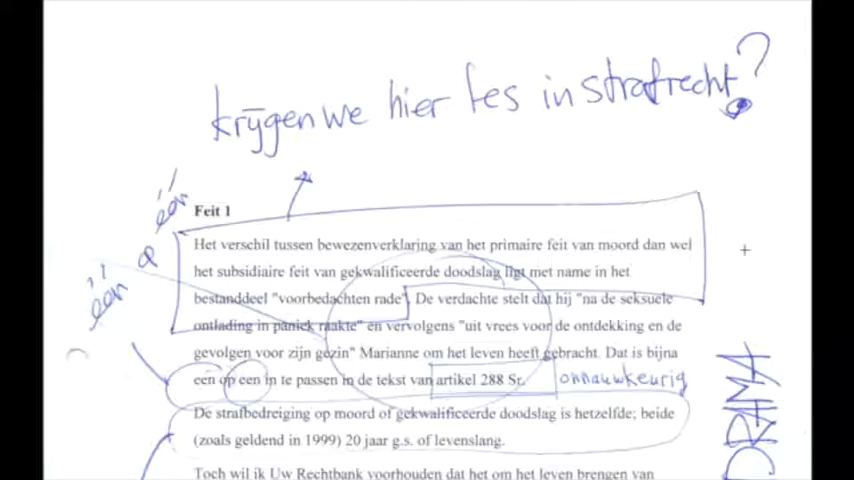 krijgen we hier les in strafrecht?
één op één
Feit 1
Het verschil tussen bewezenverklaring van het primaire feit van moord dan wel
het subsidiaire feit van gekwalificeerde doodslag ligt met name in het
bestanddeel "voorbedachten rade". De verdachte stelt dat hij "na de seksuele
ontlading in paniek raakte" en vervolgens "uit vrees voor de ontdekking en de
gevolgen voor zijn gezin" Marianne om het leven heeft gebracht. Dat is bijna
een op een in te passen in de tekst van artikel 288 Sr. onnauwkeurig
De strafbedreiging op moord of gekwalificeerde doodslag is hetzelfde; beide
(zoals geldend in 1999) 20 jaar g.s. of levenslang.
Toch wil ik Uw Rechtbank voorhouden dat het om het leven brengen van
DRAMA